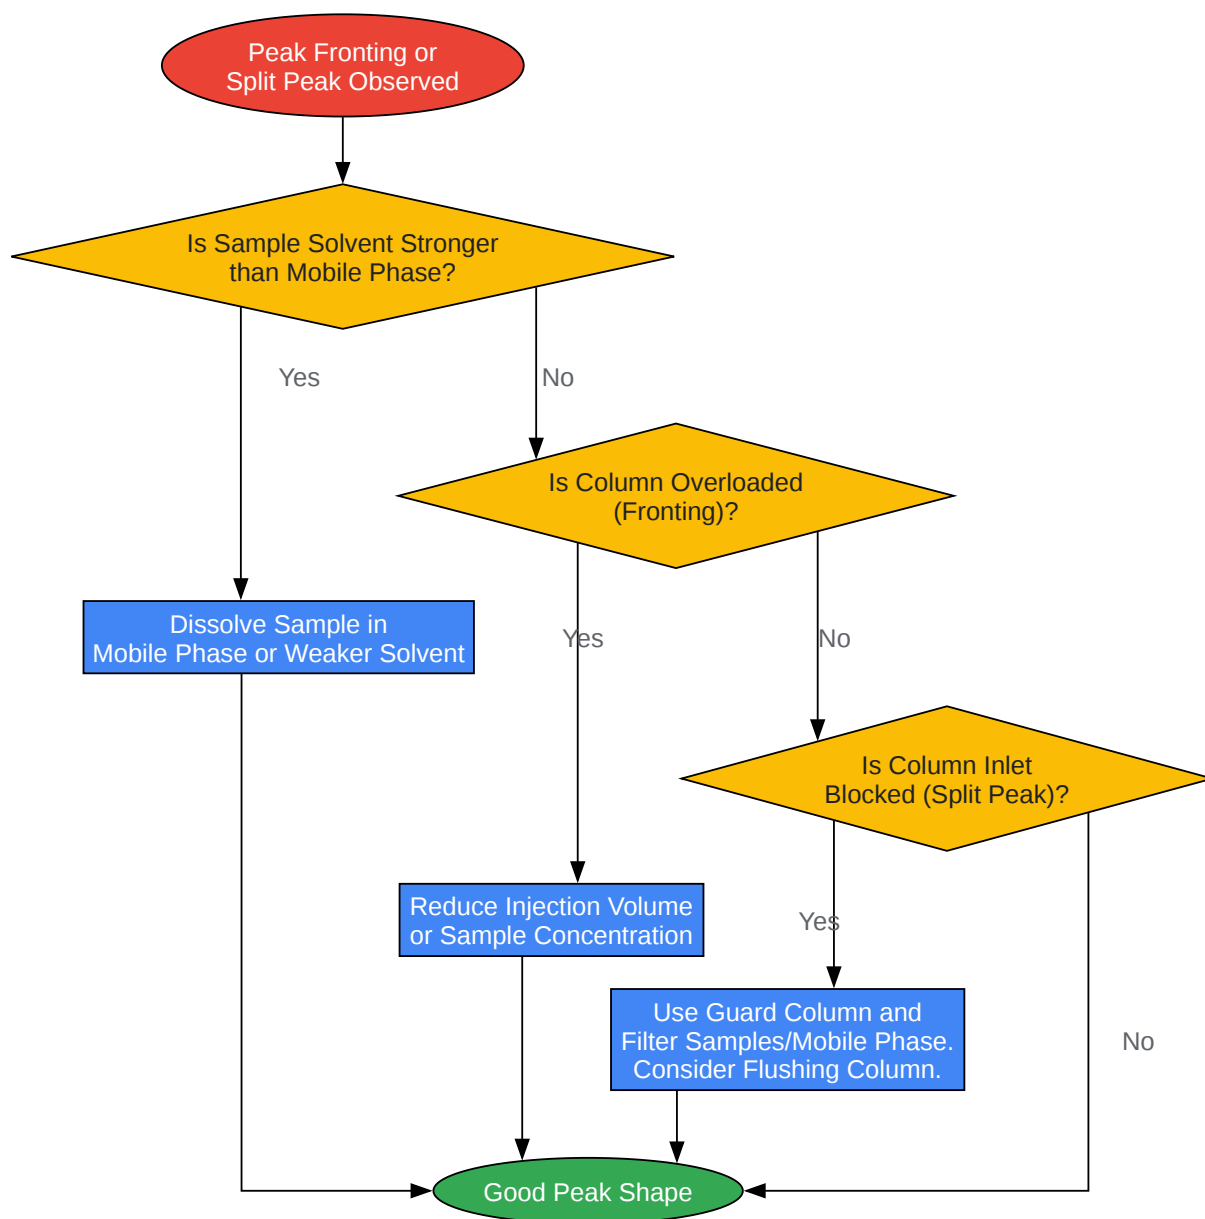 Peak Fronting or
Split Peak Observed
Is Sample Solvent Stronger
than Mobile Phase?
Yes
No
Is Column Overloaded
(Fronting)?
Dissolve Sample in
Mobile Phase or Weaker Solvent
Yes
No
Is Column Inlet
Blocked (Split Peak)?
Reduce Injection Volume
or Sample Concentration
Yes
Use Guard Column and
Filter Samples/Mobile Phase.
Consider Flushing Column.
No
Good Peak Shape